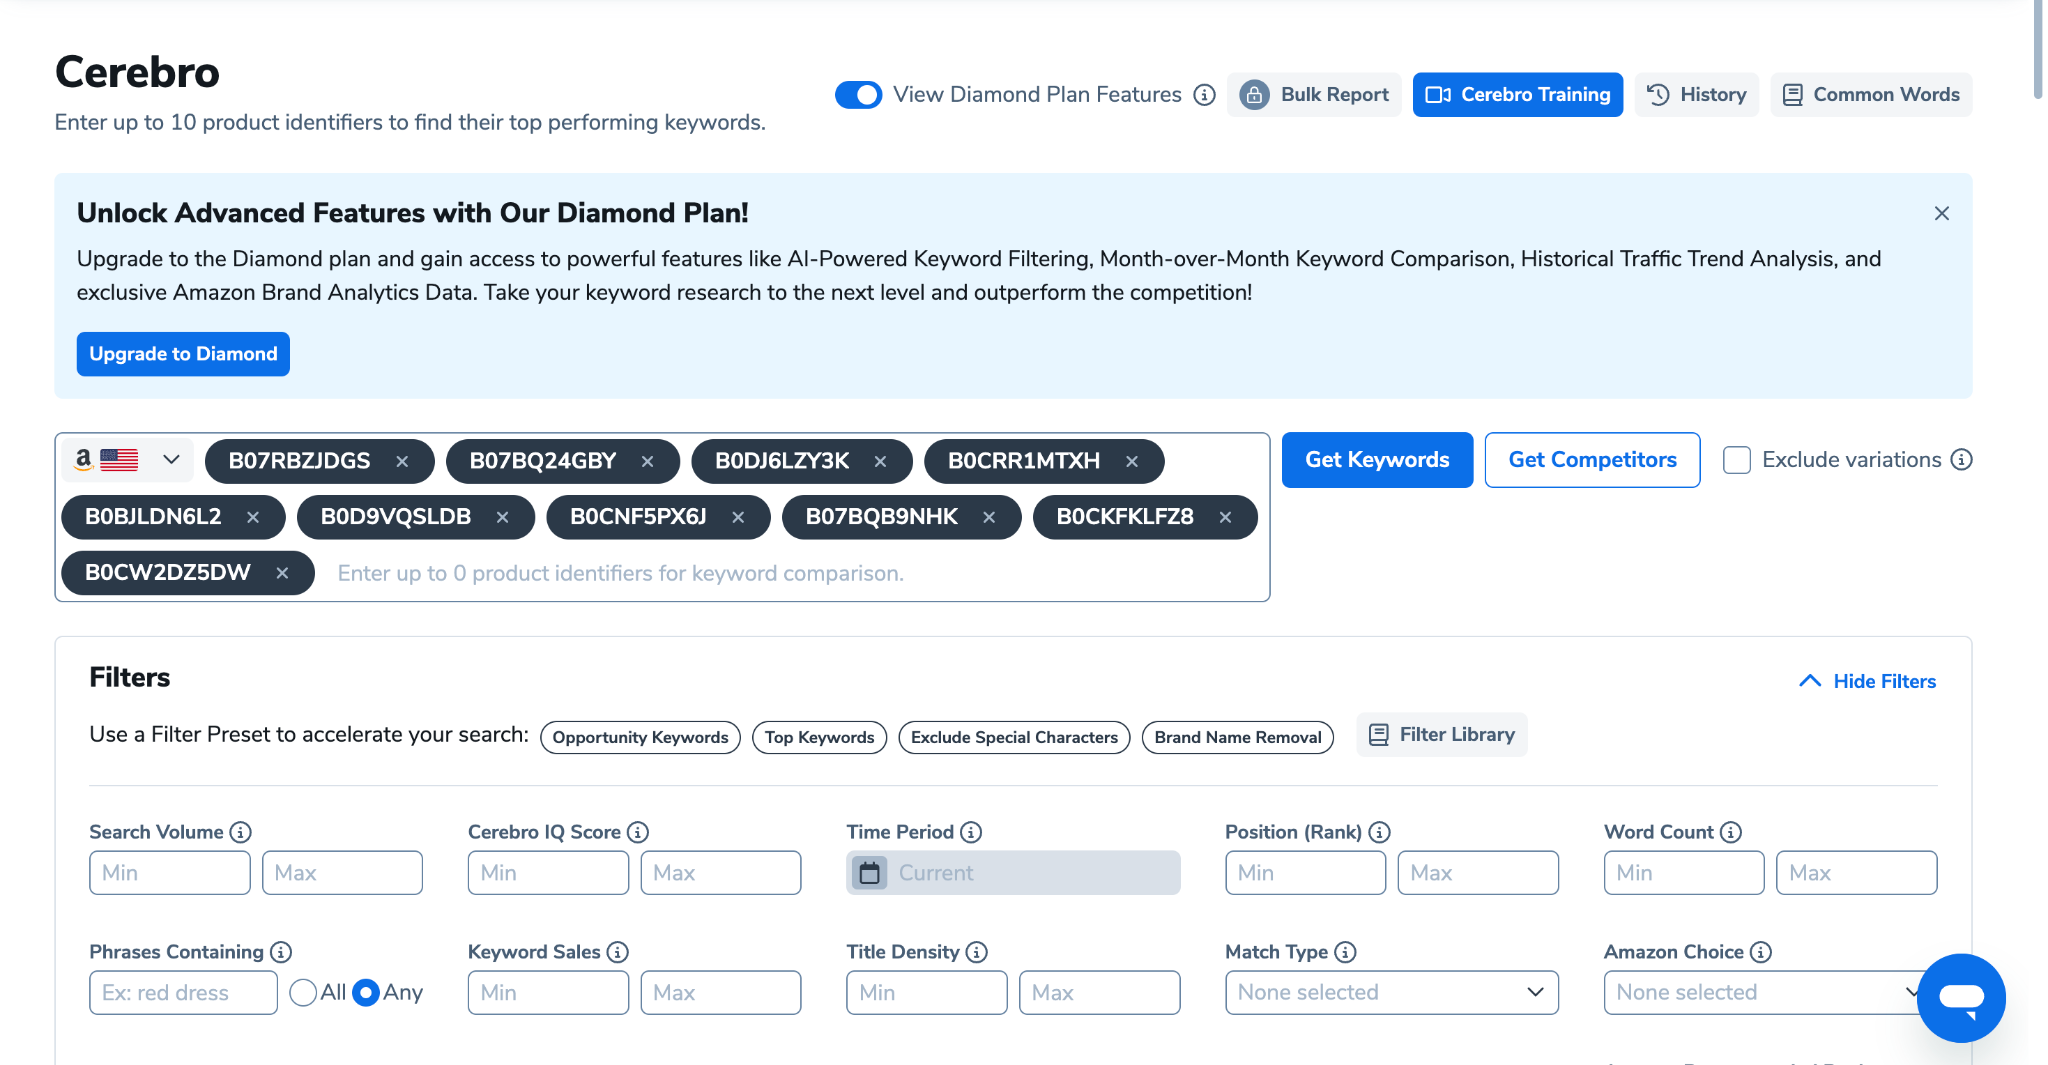 Cerebro
Enter up to 10 product identifiers to find their top performing keywords.
View Diamond Plan Features
Bulk Report
Cerebro Training
History
Common Words
Unlock Advanced Features with Our Diamond Plan!
Upgrade to the Diamond plan and gain access to powerful features like AI-Powered Keyword Filtering, Month-over-Month Keyword Comparison, Historical Traffic Trend Analysis, and
exclusive Amazon Brand Analytics Data. Take your keyword research to the next level and outperform the competition!
Upgrade to Diamond
a
B07RBZJDGS
B07BQ24GBY
B0DJ6LZY3K
B0CRR1MTXH
Get Keywords
Get Competitors
Exclude variations
B0BJLDN6L2
B0D9VQSLDB
B0CNF5PX6J
B07BQB9NHK
B0CKFKLFZ8
B0CW2DZ5DW
Enter up to 0 product identifiers for keyword comparison.
Filters
Hide Filters
Use a Filter Preset to accelerate your search:
Opportunity Keywords
Top Keywords
Exclude Special Characters
Brand Name Removal
Filter Library
Search Volume
Cerebro IQ Score
Time Period
Position (Rank)
Word Count
Min
Max
Min
Max
Current
Min
Max
Min
Max
Phrases Containing
Keyword Sales
Title Density
Match Type
Amazon Choice
Ex: red dress
All
Any
Min
Max
Min
Max
None selected
None selected